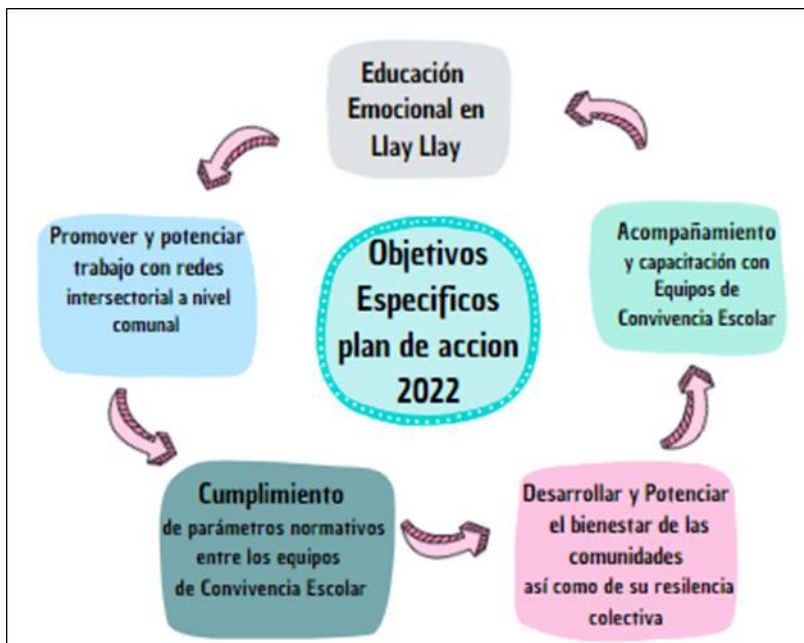 Educación
Emocional en
Llay Llay
Promover y potenciar
trabajo con redes
intersectorial a nivel
comunal
Objetivos
Especificos
plan de accion
2022
Acompañamiento
y capacitación con
Equipos de
Convivencia Escolar
Cumplimiento
de parámetros normativos
entre los equipos
de Convivencia Escolar
Desarrollar y Potenciar
el bienestar de las
comunidades
así como de su resilencia
colectiva